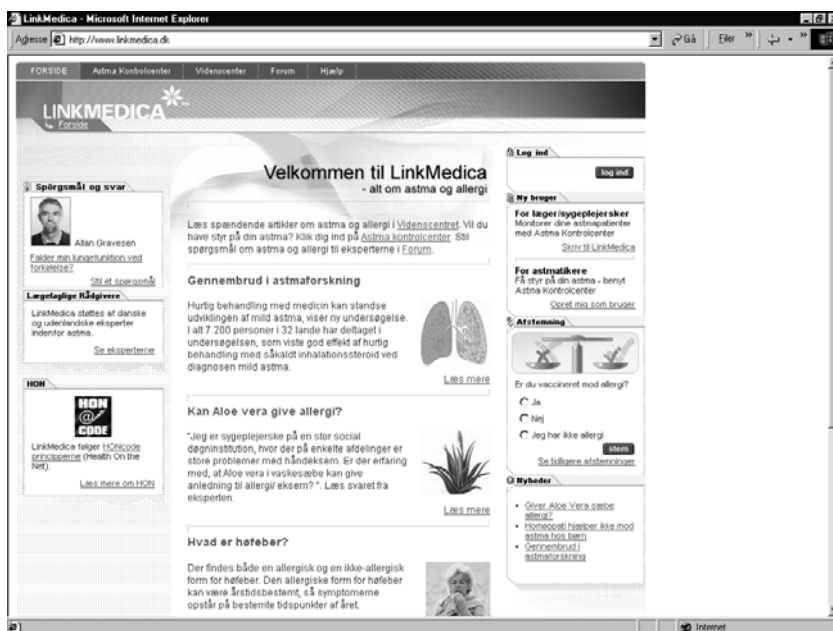 LinkMedica - Microsoft Internet Explorer
Adresse http://www.linkmedica.dk
Gå
Filer
FORSIDE
Astma Kontrolcenter
Videnscenter
Forum
Hjælp
LINKMEDICA
Forside
Spørgsmål og svar
Allan Gravesen
Falder min lungefunktion ved
forkølelse?
Stil et spørgsmål
Lægefaglige Rådgivere
LinkMedica støttes af danske
og udenlandske eksperter
indenfor astma.
Se eksperterne
HON
HON
@
CODE
LinkMedica følger HONcode
principperne (Health On the
Net).
Læs mere om HON
Velkommen til LinkMedica
- alt om astma og allergi
Læs spændende artikler om astma og allergi i Videnscentret. Vil du
have styr på din astma? Klik dig ind på Astma kontrolcenter. Stil
spørgsmål om astma og allergi til eksperterne i Forum.
Gennembrud i astmaforskning
Hurtig behandling med medicin kan standse
udviklingen af mild astma, viser ny undersøgelse.
I alt 7.200 personer i 32 lande har deltaget i
undersøgelsen, som viste god effekt af hurtig
behandling med såkaldt inhalationssteroid ved
diagnosen mild astma.
Læs mere
Kan Aloe vera give allergi?
"Jeg er sygeplejerske på en stor social
døgninstitution, hvor der på enkelte afdelinger er
store problemer med håndeksem. Er der erfaring
med, at Aloe vera i vaskesæbe kan give
anledning til allergi/ eksem? ". Læs svaret fra
eksperten.
Læs mere
Hvad er høfeber?
Der findes både en allergisk og en ikke-allergisk
form for høfeber. Den allergiske form for høfeber
kan være årstidsbestemt, så symptomerne
opstår på bestemte tidspunkter af året.
Log ind
log ind
Ny bruger
For læger/sygeplejersker
Monitorer dine astmapatienter
med Astma Kontrolcenter
Skriv til LinkMedica
For astmatikere
Få styr på din astma - benyt
Astma Kontrolcenter
Opret mig som bruger
Afstemning
Er du vaccineret mod allergi?
Ja
Nej
Jeg har ikke allergi
stem
Se tidligere afstemninger
Nyheder
Giver Aloe Vera sæbe
allergi?
Homøopati hjælper ikke mod
astma hos børn
Gennembrud i
astmaforskning
Internet